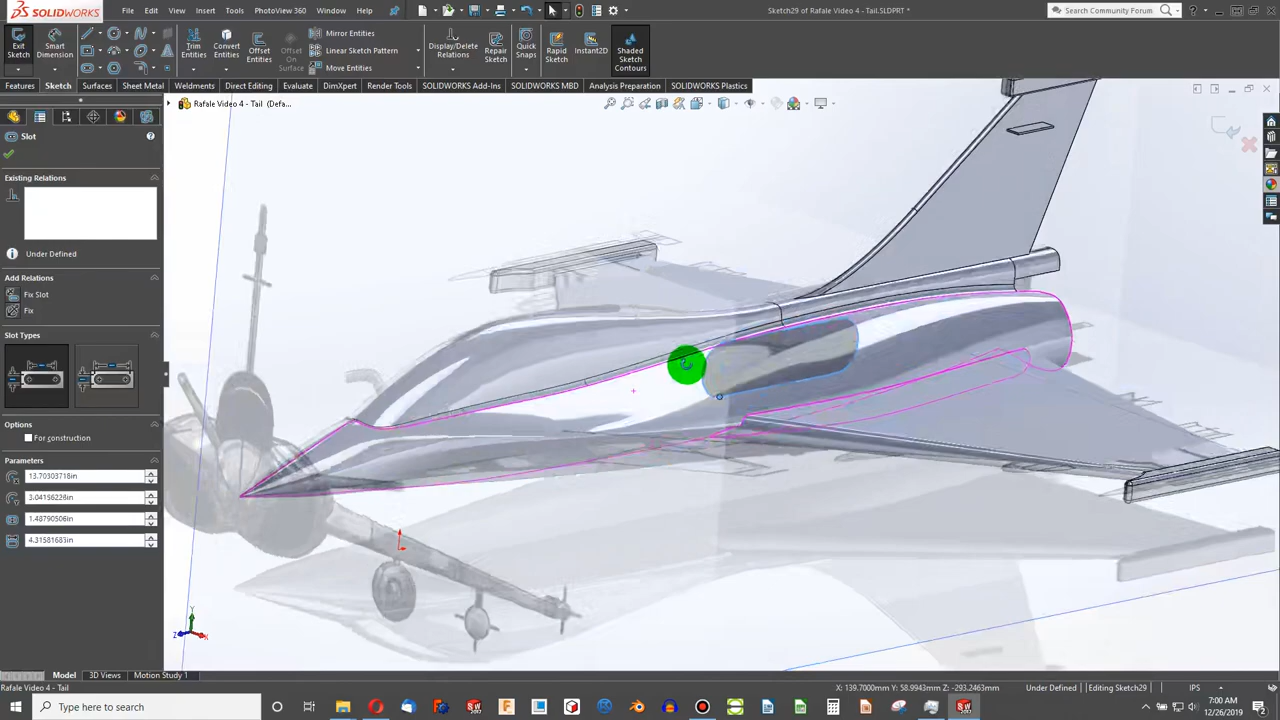 SOLIDWORKS
File Edit View Insert Tools PhotoView 360 Window Help
Sketch29 of Rafale Video 4 - Tail.SLDPRT *
Search Community Forum
Exit Sketch
Smart Dimension
Trim Entities
Convert Entities
Offset Entities
Offset On Surface
Mirror Entities
Linear Sketch Pattern
Move Entities
Display/Delete Relations
Repair Sketch
Quick Snaps
Rapid Sketch
Instant2D
Shaded Sketch Contours
Features Sketch Surfaces Sheet Metal Weldments Direct Editing Evaluate DimXpert Render Tools SOLIDWORKS Add-Ins SOLIDWORKS MBD Analysis Preparation SOLIDWORKS Plastics
Rafale Video 4 - Tail (Defa...
Slot
Existing Relations
Under Defined
Add Relations
Fix Slot
Fix
Slot Types
Options
For construction
Parameters
13.70303716in
3.04156226in
1.48790506in
4.31581683in
Y
Z
X
Model 3D Views Motion Study 1
Rafale Video 4 - Tail
X: 139.7000mm Y: 58.9943mm Z: -293.2463mm Under Defined Editing Sketch29 IPS
Type here to search
7:00 AM
12/26/2019